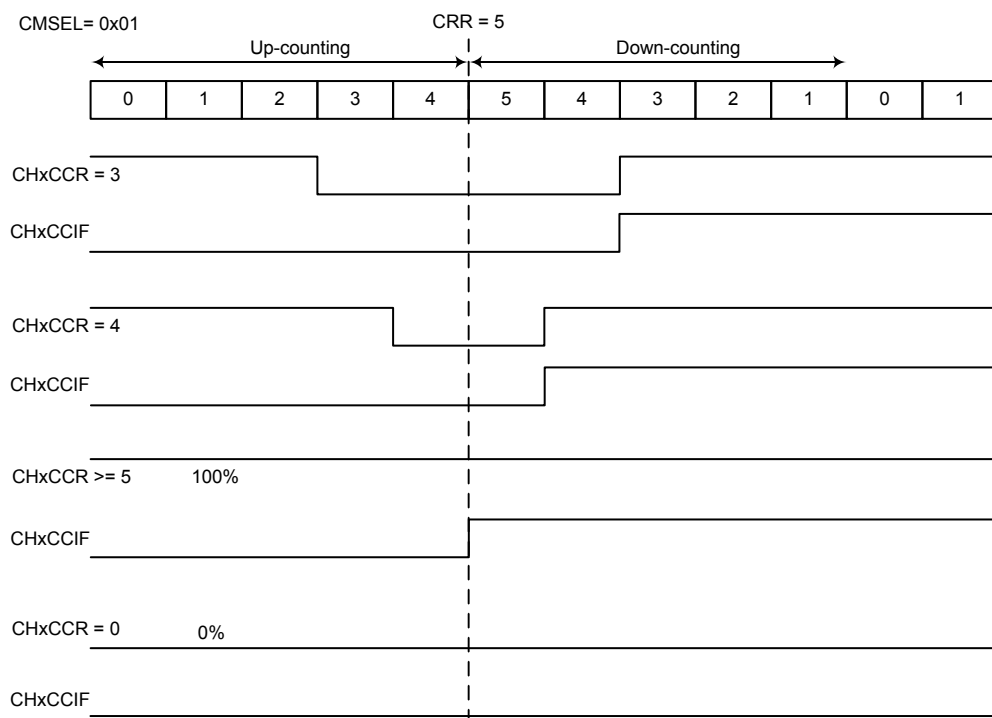 CMSEL= 0x01
CRR = 5
Up-counting Down-counting
0 1 2 3 4 5 4 3 2 1 0 1
CHxCCR = 3
CHxCCIF
CHxCCR = 4
CHxCCIF
CHxCCR >= 5 100%
CHxCCIF
CHxCCR = 0 0%
CHxCCIF